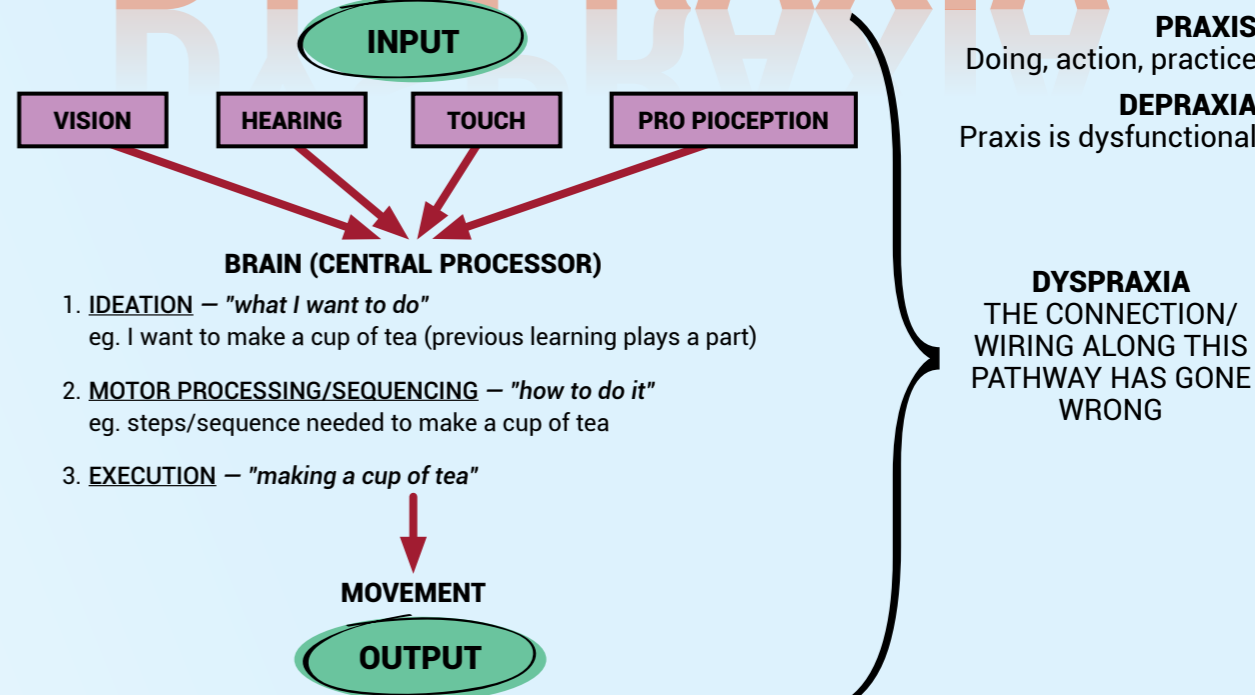 INPUT
VISION
HEARING
TOUCH
PRO PIOCEPTION
BRAIN (CENTRAL PROCESSOR)
1. IDEATION – "what I want to do"
eg. I want to make a cup of tea (previous learning plays a part)
2. MOTOR PROCESSING/SEQUENCING – "how to do it"
eg. steps/sequence needed to make a cup of tea
3. EXECUTION – "making a cup of tea"
MOVEMENT
OUTPUT
PRAXIS
Doing, action, practice
DEPRAXIA
Praxis is dysfunctional
DYSPRAXIA
THE CONNECTION/
WIRING ALONG THIS
PATHWAY HAS GONE
WRONG